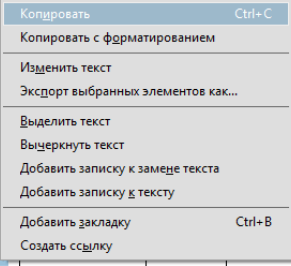 Копировать Ctrl+C
Копировать с форматированием
Изменить текст
Экспорт выбранных элементов как...
Выделить текст
Вычеркнуть текст
Добавить записку к замене текста
Добавить записку к тексту
Добавить закладку Ctrl+B
Создать ссылку